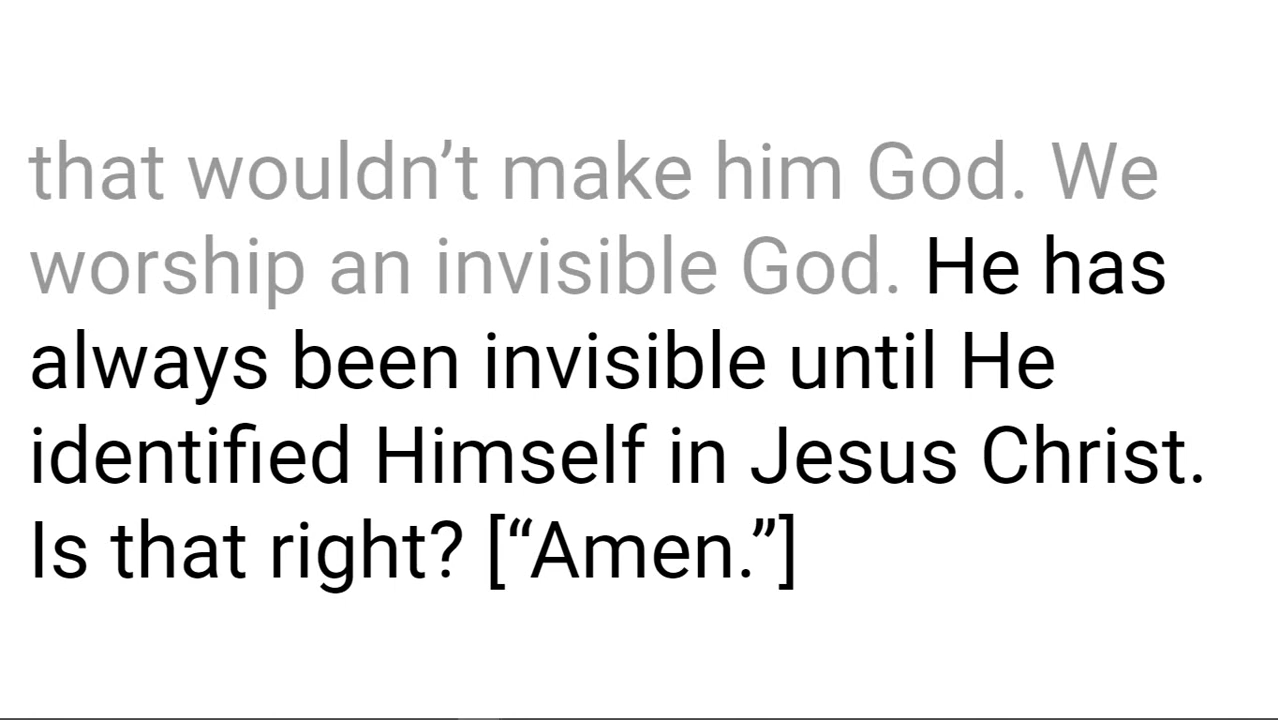 that wouldn’t make him God. We
worship an invisible God. He has
always been invisible until He
identified Himself in Jesus Christ.
Is that right? [“Amen.”]